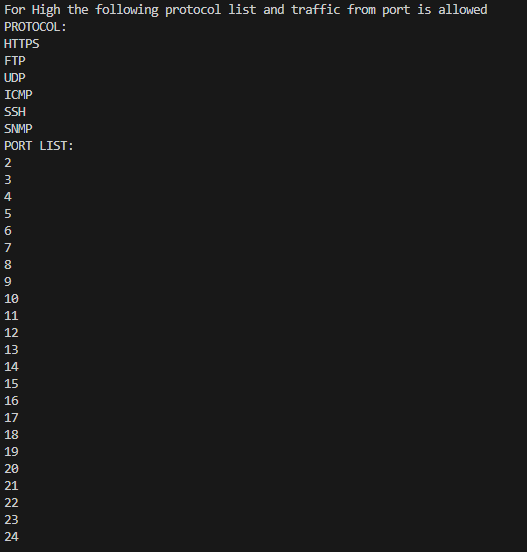 For High the following protocol list and traffic from port is allowed
PROTOCOL:
HTTPS
FTP
UDP
ICMP
SSH
SNMP
PORT LIST:
2
3
4
5
6
7
8
9
10
11
12
13
14
15
16
17
18
19
20
21
22
23
24